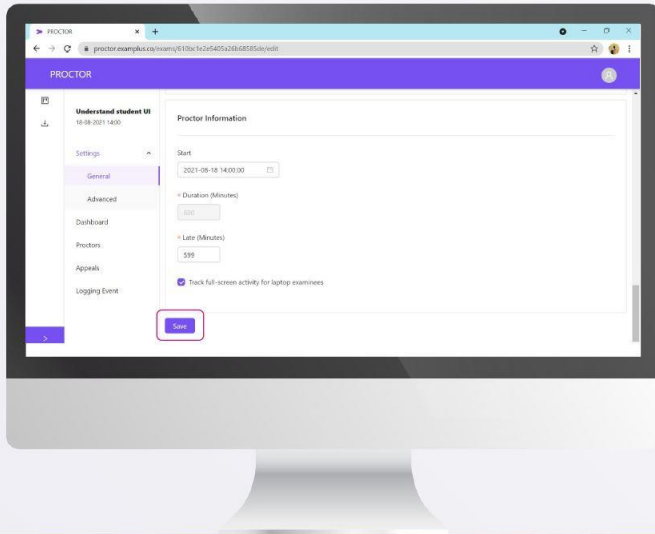 PROCTOR
proctor.examplus.co/exams/610bc1e2e5405a26b68585de/edit
PROCTOR
Understand student UI
18-08-2021 14:00
Settings
General
Advanced
Dashboard
Proctors
Appeals
Logging Event
Proctor Information
Start
2021-08-18 14:00:00
* Duration (Minutes)
600
* Late (Minutes)
599
Track full-screen activity for laptop examinees
Save